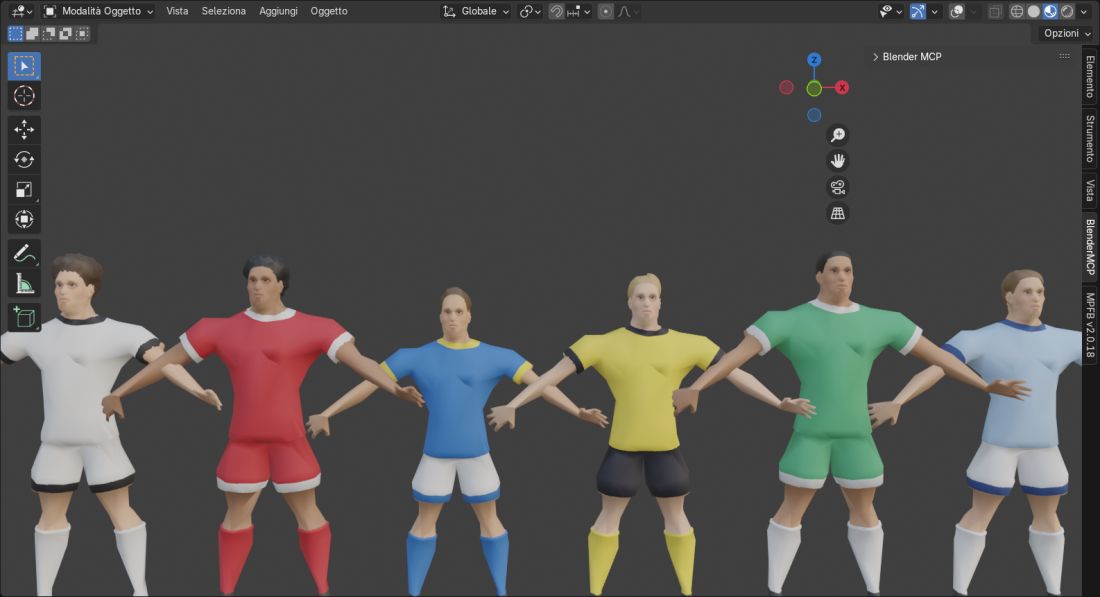 Modalità Oggetto
Vista
Seleziona
Aggiungi
Oggetto
Globale
Opzioni
Blender MCP
Z
X
Elemento
Strumento
Vista
BlenderMCP
MPFB v2.0.18